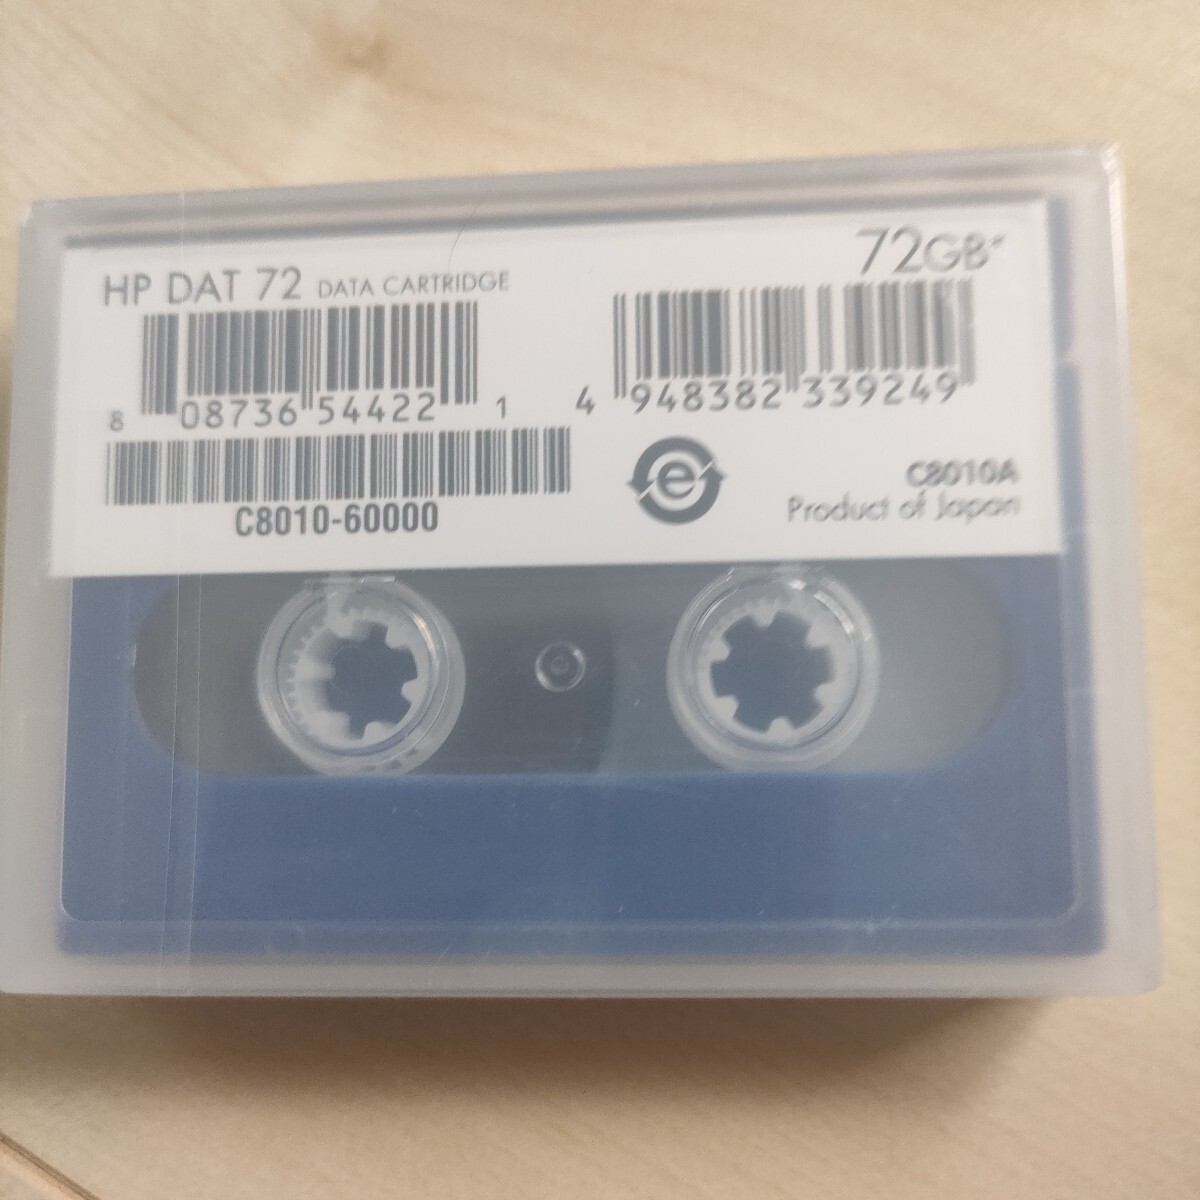 HP DAT 72 DATA CARTRIDGE
72GB*
8 08736 54422 1
4 948382 339249
C8010-60000
e
C8010A
Product of Japan